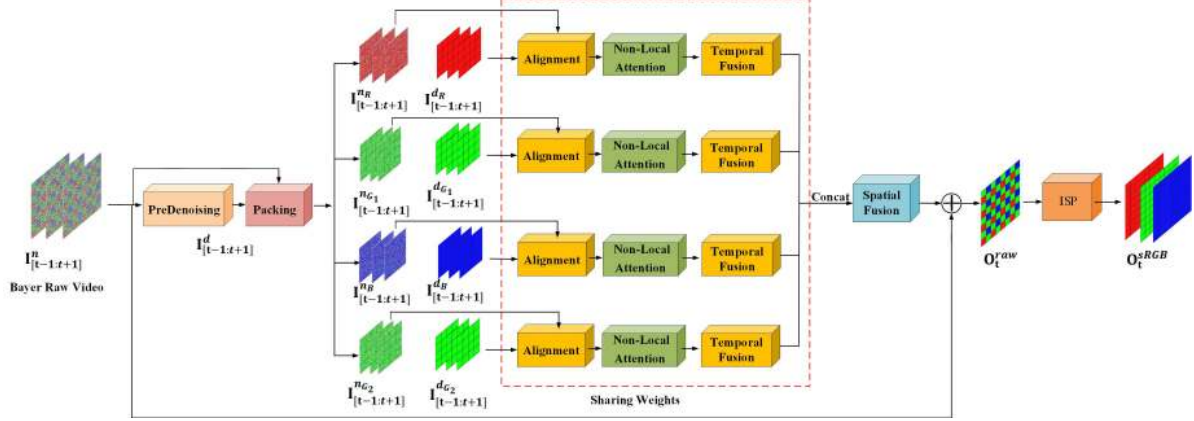 I^{n_R}_{[t-1:t+1]} I^{d_R}_{[t-1:t+1]}
Alignment
Non-Local
Attention
Temporal
Fusion
I^{n_{G_1}}_{[t-1:t+1]} I^{d_{G_1}}_{[t-1:t+1]}
Alignment
Non-Local
Attention
Temporal
Fusion
I^n_{[t-1:t+1]}
Bayer Raw Video
PreDenoising
I^d_{[t-1:t+1]}
Packing
I^{n_B}_{[t-1:t+1]} I^{d_B}_{[t-1:t+1]}
Alignment
Non-Local
Attention
Temporal
Fusion
I^{n_{G_2}}_{[t-1:t+1]} I^{d_{G_2}}_{[t-1:t+1]}
Alignment
Non-Local
Attention
Temporal
Fusion
Sharing Weights
Concat
Spatial
Fusion
O^{raw}_t
ISP
O^{sRGB}_t